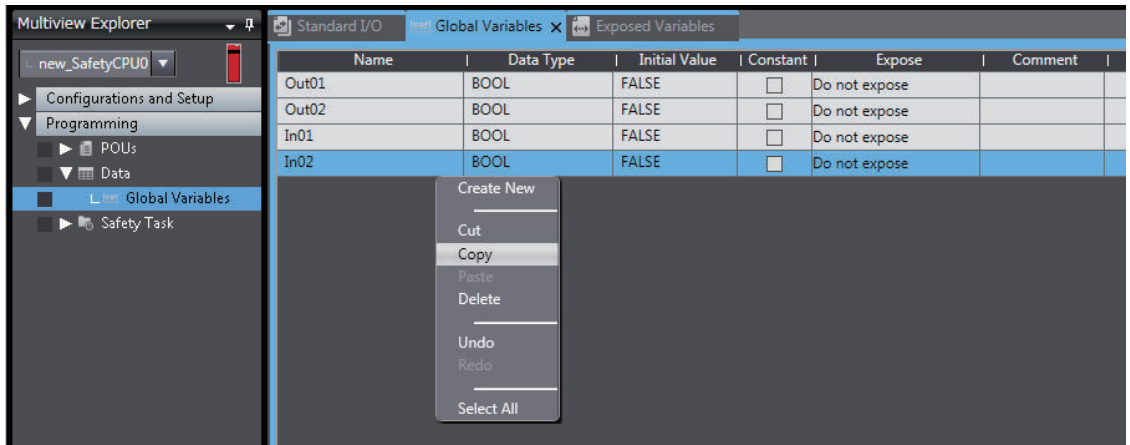 Multiview Explorer
new_SafetyCPU0
Configurations and Setup
Programming
POUs
Data
Global Variables
Safety Task
Standard I/O Global Variables Exposed Variables
Name Data Type Initial Value Constant Expose Comment
Out01 BOOL FALSE Do not expose
Out02 BOOL FALSE Do not expose
In01 BOOL FALSE Do not expose
In02 BOOL FALSE Do not expose
Create New
Cut
Copy
Paste
Delete
Undo
Redo
Select All